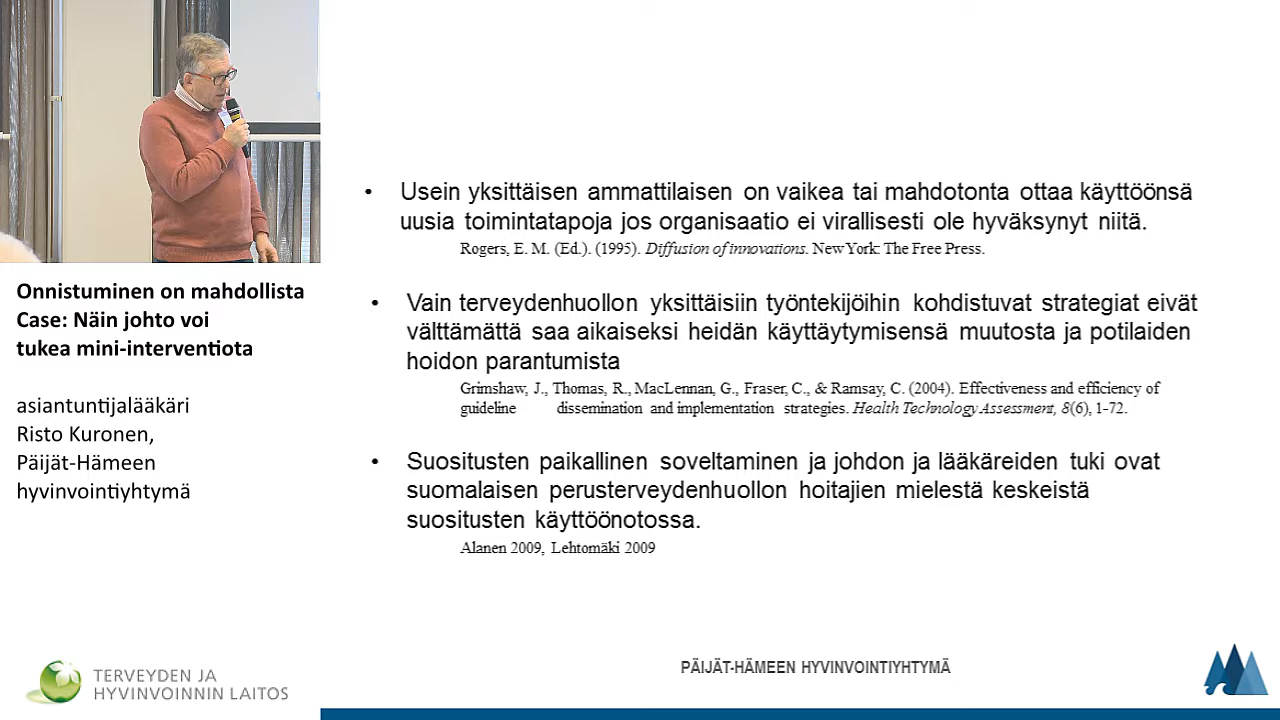 Onnistuminen on mahdollista
Case: Näin johto voi
tukea mini-interventiota
asiantuntijalääkäri
Risto Kuronen,
Päijät-Hämeen
hyvinvointiyhtymä
TERVEYDEN JA
HYVINVOINNIN LAITOS
• Usein yksittäisen ammattilaisen on vaikea tai mahdotonta ottaa käyttöönsä
uusia toimintatapoja jos organisaatio ei virallisesti ole hyväksynyt niitä.
Rogers, E. M. (Ed.). (1995). Diffusion of innovations. New York: The Free Press.
• Vain terveydenhuollon yksittäisiin työntekijöihin kohdistuvat strategiat eivät
välttämättä saa aikaiseksi heidän käyttäytymisensä muutosta ja potilaiden
hoidon parantumista
Grimshaw, J., Thomas, R., MacLennan, G., Fraser, C., & Ramsay, C. (2004). Effectiveness and efficiency of
guideline dissemination and implementation strategies. Health Technology Assessment, 8(6), 1-72.
• Suositusten paikallinen soveltaminen ja johdon ja lääkäreiden tuki ovat
suomalaisen perusterveydenhuollon hoitajien mielestä keskeistä
suositusten käyttöönotossa.
Alanen 2009, Lehtomäki 2009
PÄIJÄT-HÄMEEN HYVINVOINTIYHTYMÄ